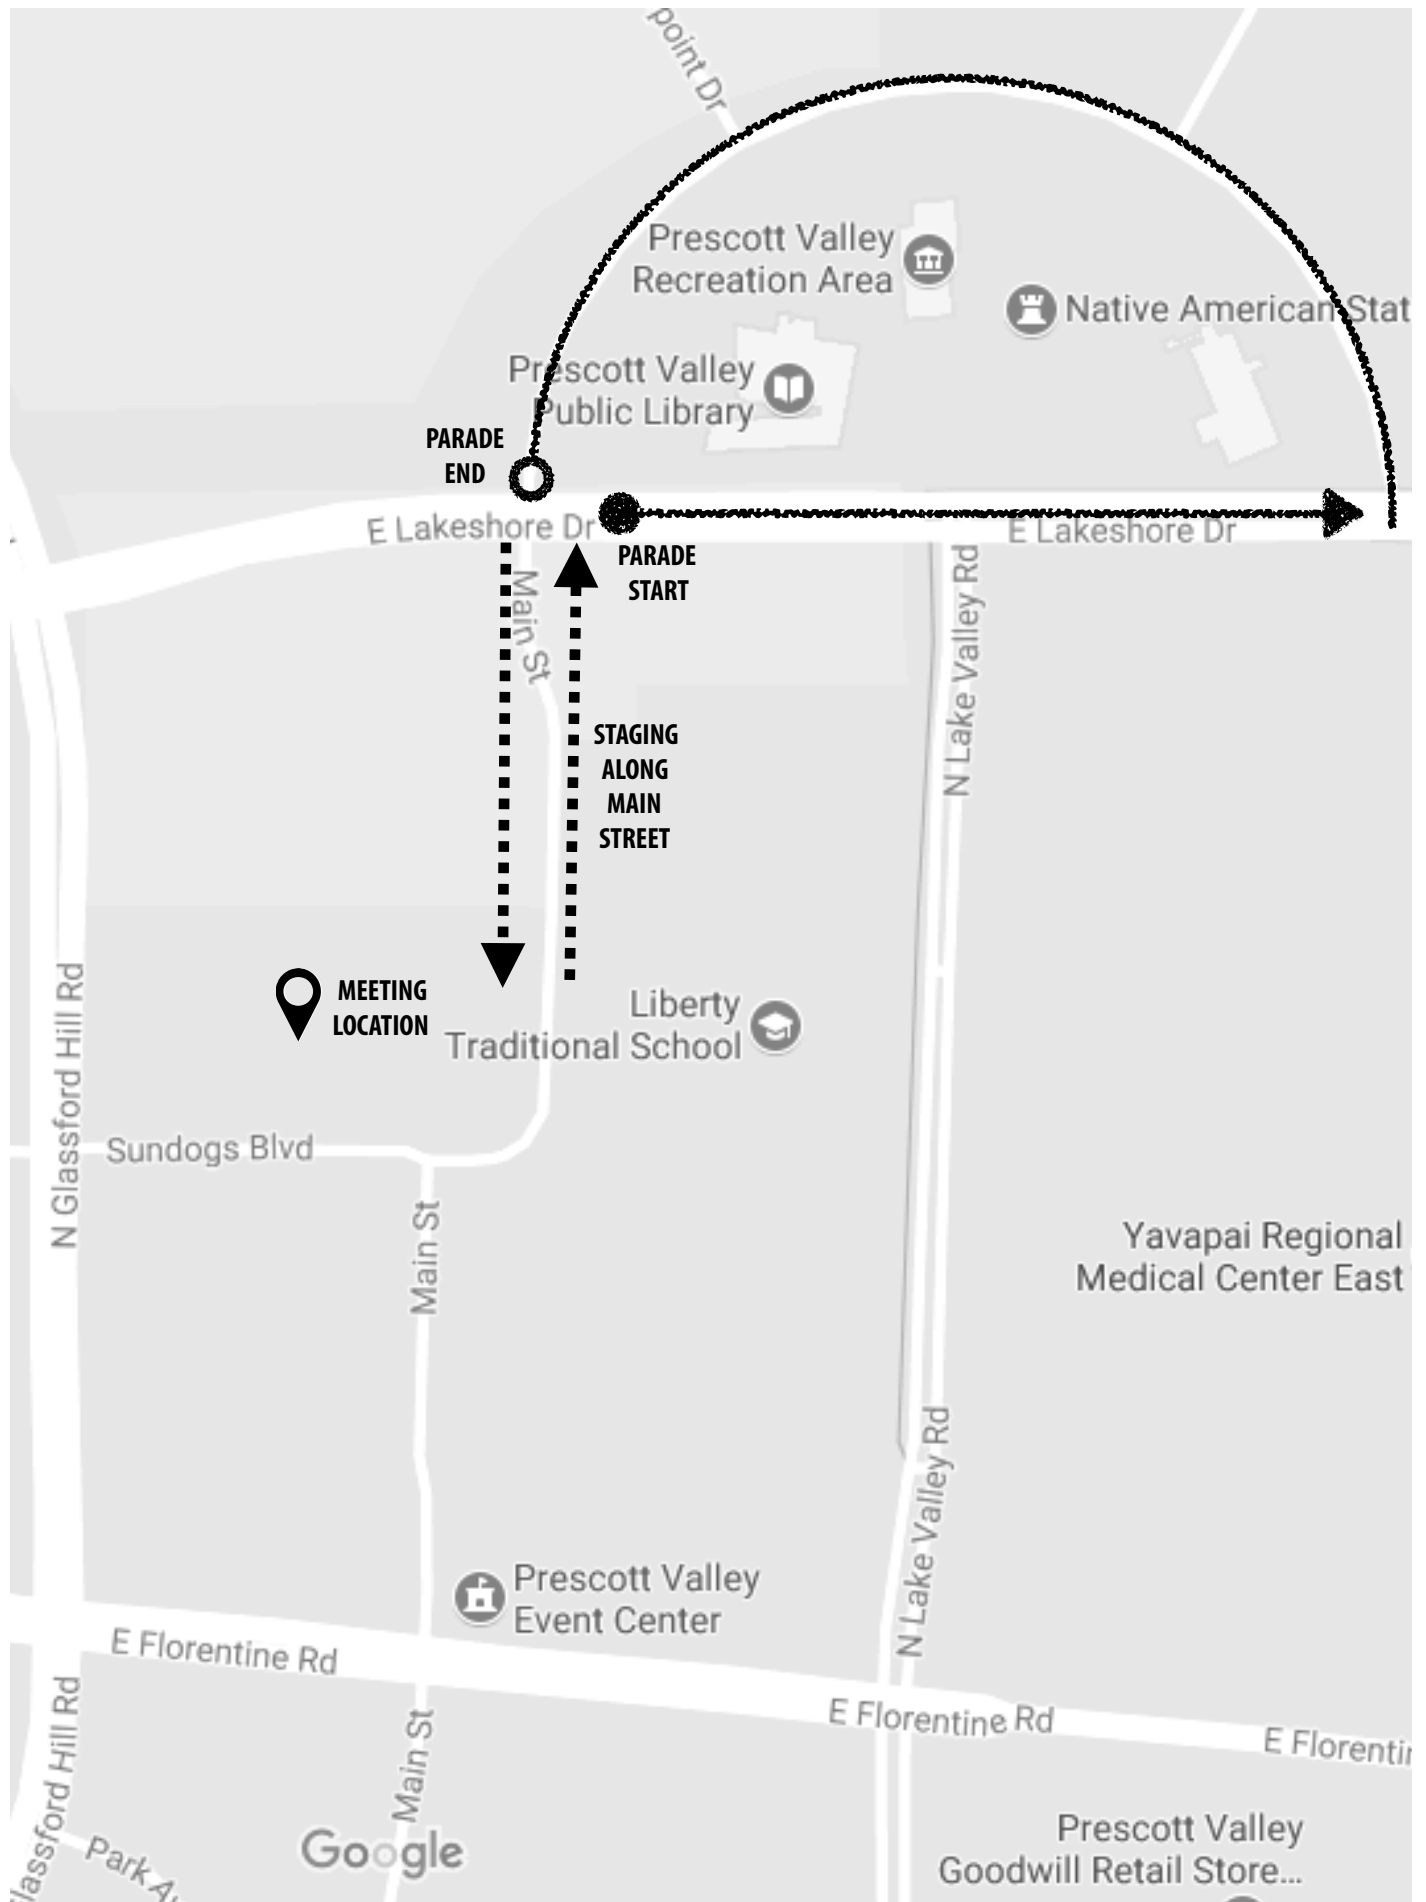 point Dr
Prescott Valley
Recreation Area
Native American Stat
Prescott Valley
Public Library
PARADE
END
E Lakeshore Dr
E Lakeshore Dr
PARADE
START
Main St
N Lake Valley Rd
STAGING
ALONG
MAIN
STREET
MEETING
LOCATION
Liberty
Traditional School
N Glassford Hill Rd
Sundogs Blvd
Main St
Yavapai Regional
Medical Center East
N Lake Valley Rd
Prescott Valley
Event Center
E Florentine Rd
E Florentine Rd
E Florentin
Glassford Hill Rd
Main St
Park Av
Google
Prescott Valley
Goodwill Retail Store...